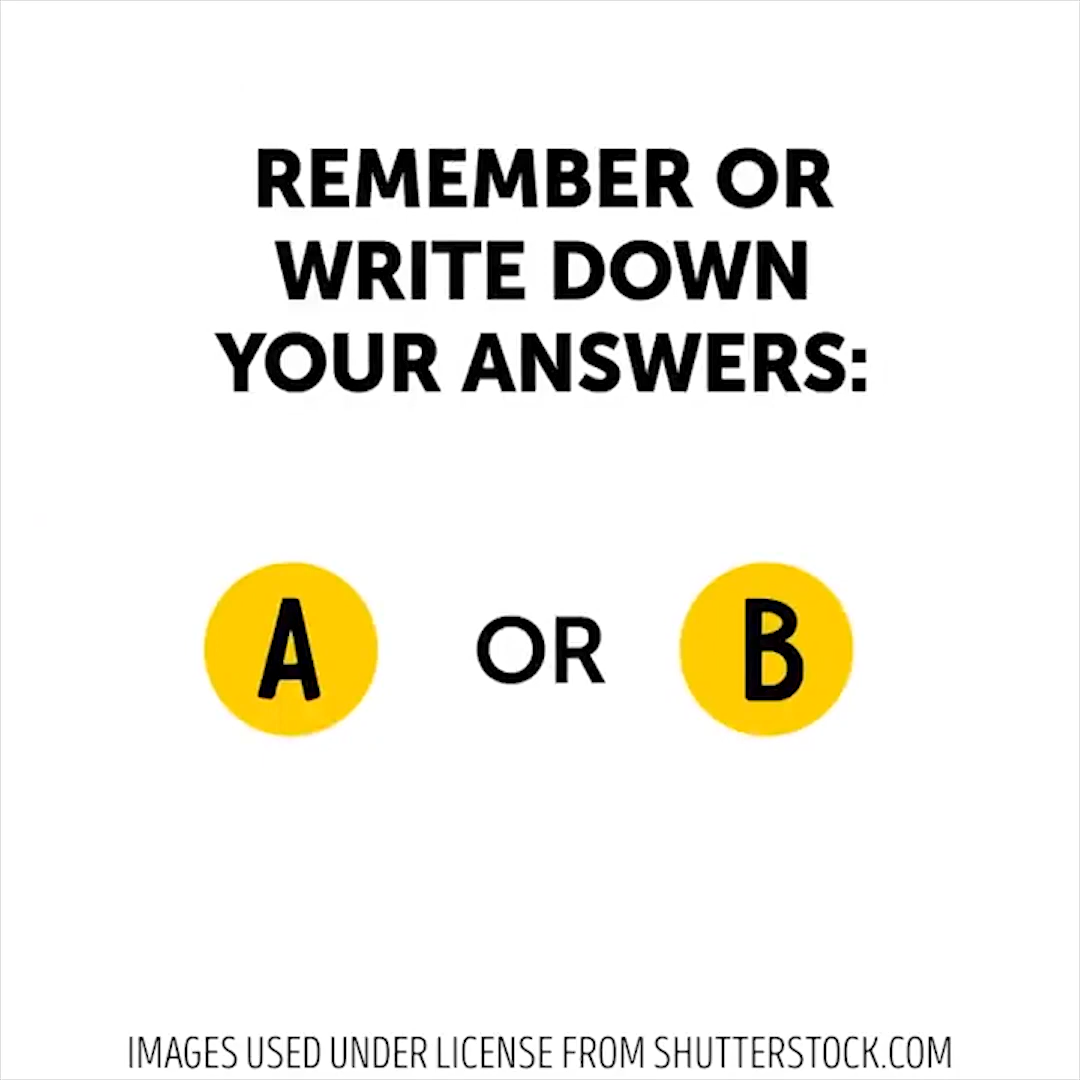 REMEMBER OR
WRITE DOWN
YOUR ANSWERS:
A OR B
IMAGES USED UNDER LICENSE FROM SHUTTERSTOCK.COM